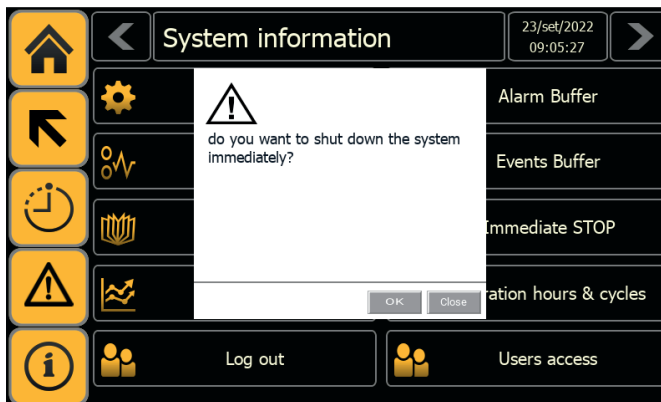 System information
23/set/2022
09:05:27
do you want to shut down the system
immediately?
OK
Close
Alarm Buffer
Events Buffer
Immediate STOP
ration hours & cycles
Log out
Users access